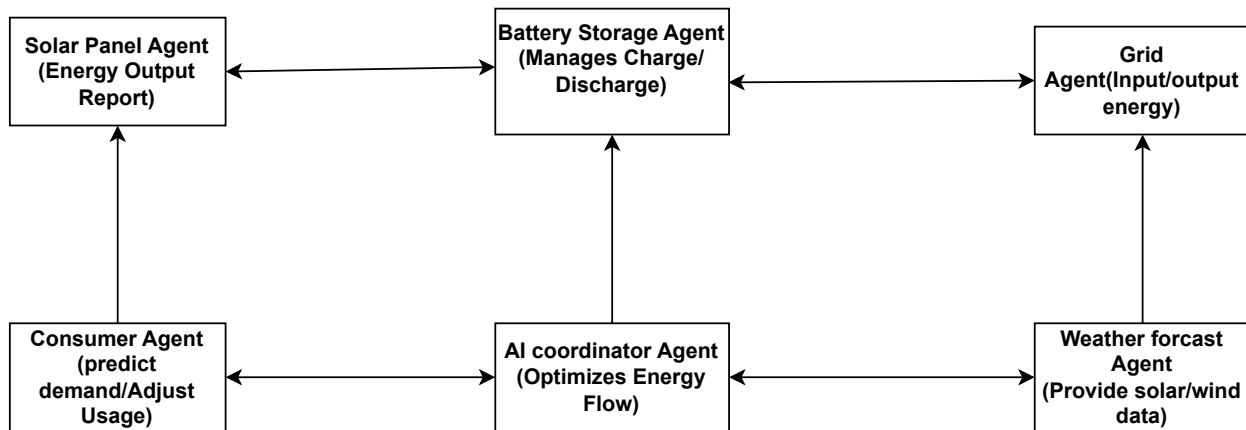 Solar Panel Agent
(Energy Output
Report)
Battery Storage Agent
(Manages Charge/
Discharge)
Grid
Agent(Input/output
energy)
Consumer Agent
(predict
demand/Adjust
Usage)
AI coordinator Agent
(Optimizes Energy
Flow)
Weather forcast
Agent
(Provide solar/wind
data)